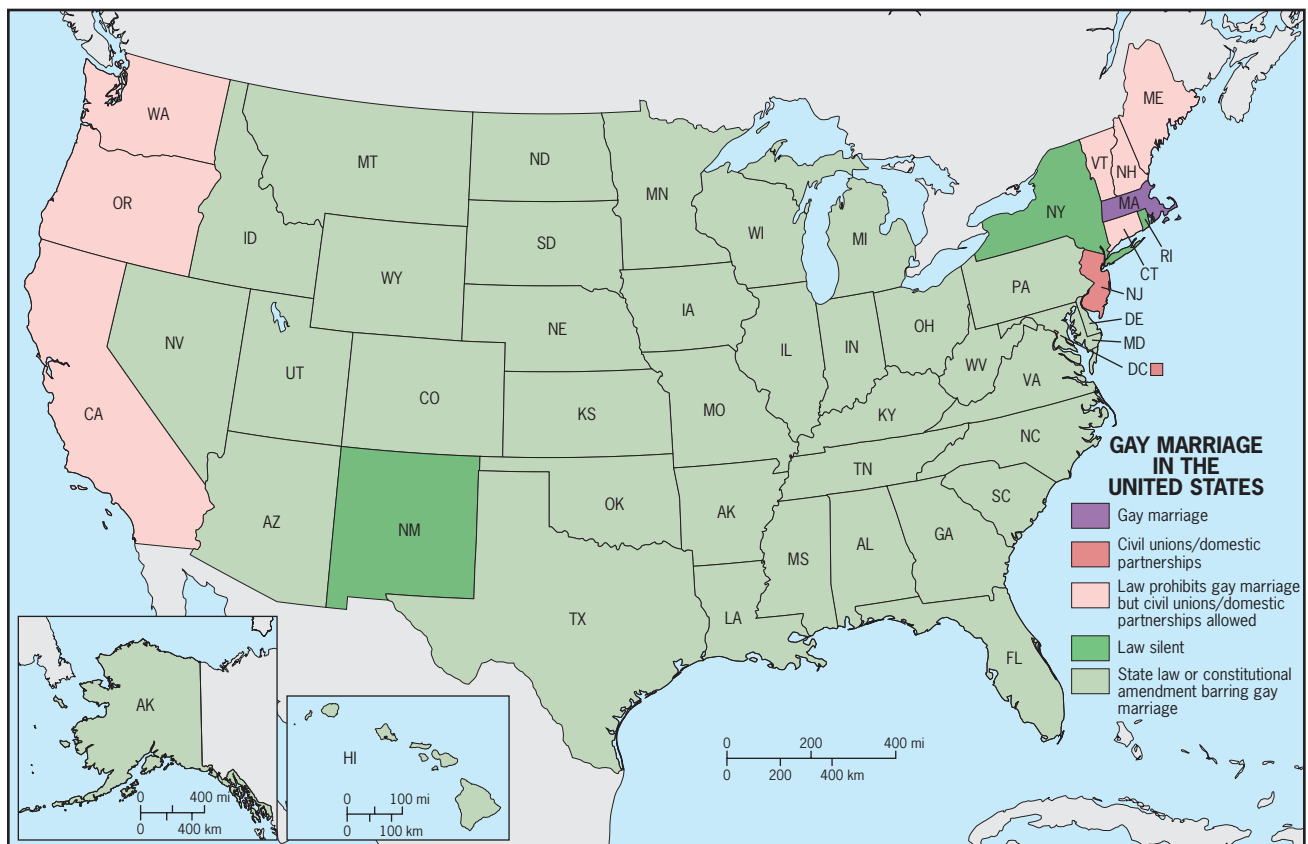 WA
ME
MT
ND
VT
NH
MN
OR
MA
NY
ID
WI
SD
MI
RI
WY
CT
PA
NJ
IA
DE
NE
OH
MD
NV
IL
IN
DC
UT
WV
VA
CO
KS
MO
KY
CA
NC
TN
OK
SC
AZ
AK
NM
GA
AL
MS
TX
LA
FL
GAY MARRIAGE
IN THE
UNITED STATES
Gay marriage
Civil unions/domestic
partnerships
Law prohibits gay marriage
but civil unions/domestic
partnerships allowed
Law silent
State law or constitutional
amendment barring gay
marriage
AK
0 400 mi
0 400 km
HI
0 100 mi
0 100 km
0 200 400 mi
0 200 400 km